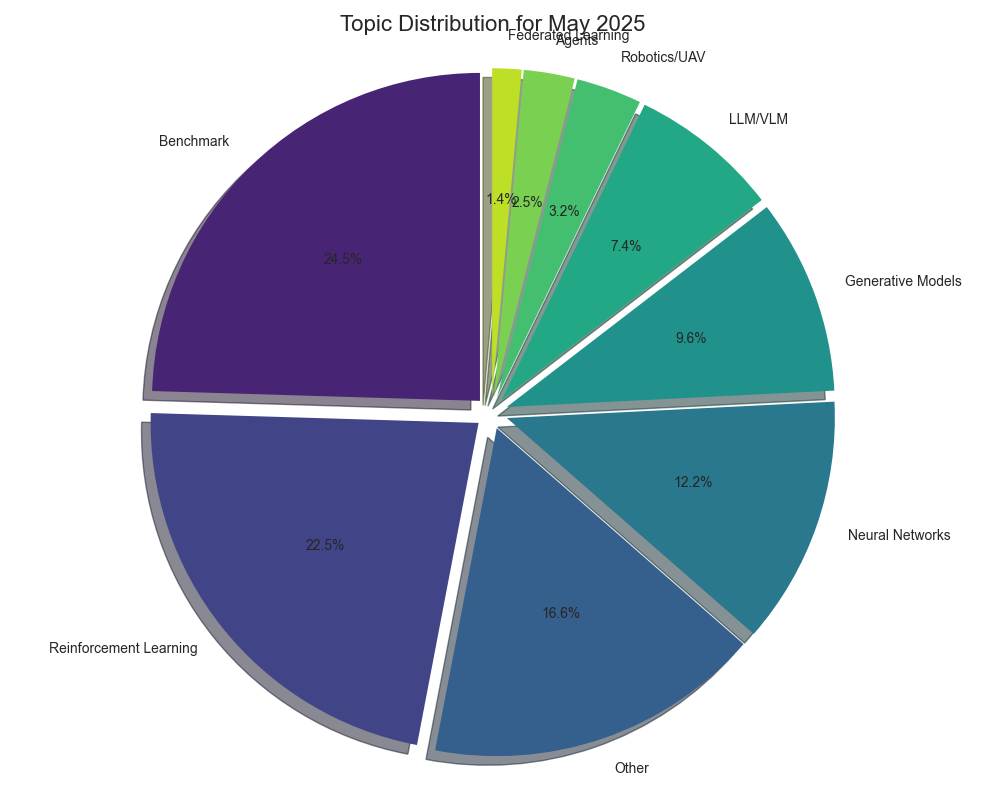 Topic Distribution for May 2025
Federated Learning
Agents
Robotics/UAV
LLM/VLM
Benchmark
1.4%
2.5%
3.2%
7.4%
24.5%
Generative Models
9.6%
12.2%
Neural Networks
22.5%
16.6%
Reinforcement Learning
Other